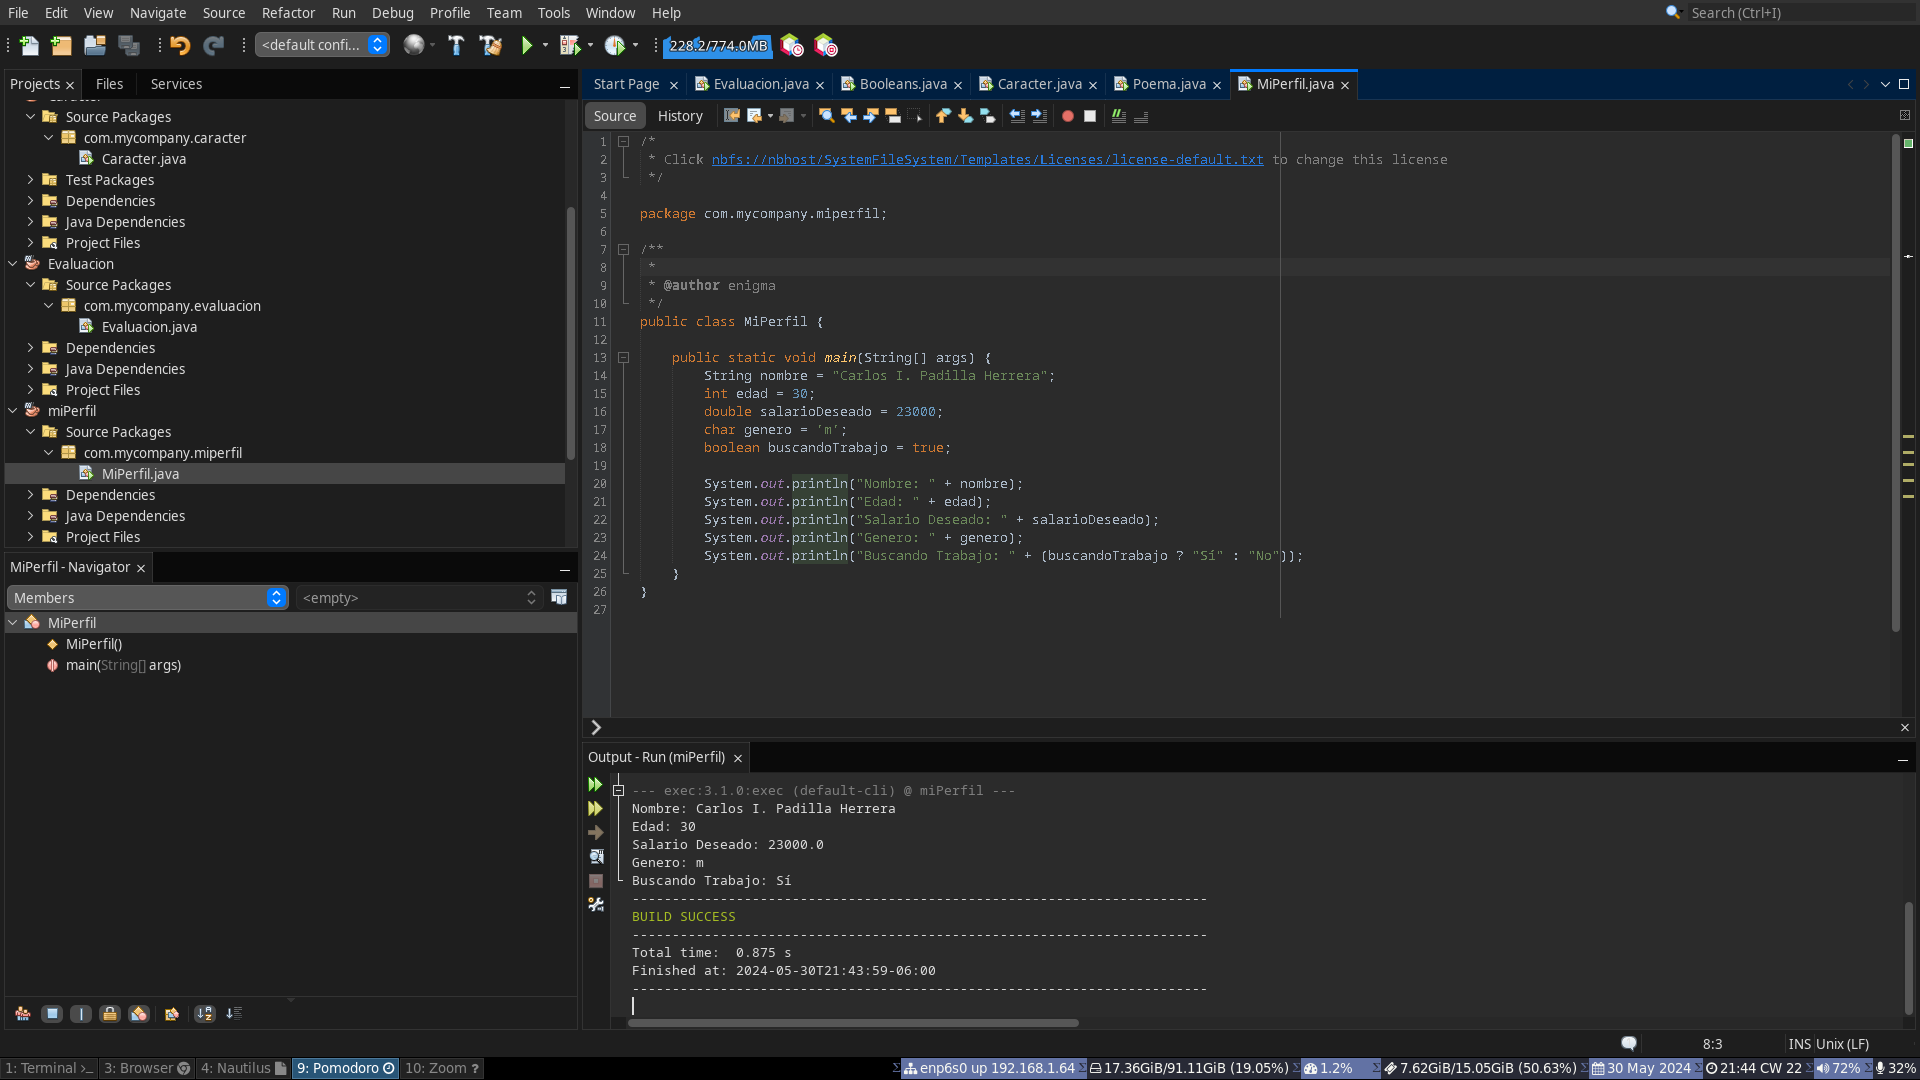 File Edit View Navigate Source Refactor Run Debug Profile Team Tools Window Help
Search (Ctrl+I)
<default confi...
228.2/774.0MB
Projects Files Services
Source Packages
com.mycompany.caracter
Caracter.java
Test Packages
Dependencies
Java Dependencies
Project Files
Evaluacion
Source Packages
com.mycompany.evaluacion
Evaluacion.java
Dependencies
Java Dependencies
Project Files
miPerfil
Source Packages
com.mycompany.miperfil
MiPerfil.java
Dependencies
Java Dependencies
Project Files
MiPerfil - Navigator
Members
<empty>
MiPerfil
MiPerfil()
main(String[] args)
Start Page Evaluacion.java Booleans.java Caracter.java Poema.java MiPerfil.java
Source History
1 /*
2 * Click nbfs://nbhost/SystemFileSystem/Templates/Licenses/license-default.txt to change this license
3 */
4
5 package com.mycompany.miperfil;
6
7 /**
8 *
9 * @author enigma
10 */
11 public class MiPerfil {
12
13 public static void main(String[] args) {
14 String nombre = "Carlos I. Padilla Herrera";
15 int edad = 30;
16 double salarioDeseado = 23000;
17 char genero = 'm';
18 boolean buscandoTrabajo = true;
19
20 System.out.println("Nombre: " + nombre);
21 System.out.println("Edad: " + edad);
22 System.out.println("Salario Deseado: " + salarioDeseado);
23 System.out.println("Genero: " + genero);
24 System.out.println("Buscando Trabajo: " + (buscandoTrabajo ? "Sí" : "No"));
25 }
26 }
27
Output - Run (miPerfil)
--- exec:3.1.0:exec (default-cli) @ miPerfil ---
Nombre: Carlos I. Padilla Herrera
Edad: 30
Salario Deseado: 23000.0
Genero: m
Buscando Trabajo: Sí
------------------------------------------------------------------------
BUILD SUCCESS
------------------------------------------------------------------------
Total time:  0.875 s
Finished at: 2024-05-30T21:43:59-06:00
------------------------------------------------------------------------
8:3 INS Unix (LF)
1: Terminal 3: Browser 4: Nautilus 9: Pomodoro 10: Zoom ?
enp6s0 up 192.168.1.64 17.36GiB/91.11GiB (19.05%) 1.2% 7.62GiB/15.05GiB (50.63%) 30 May 2024 21:44 CW 22 72% 32%